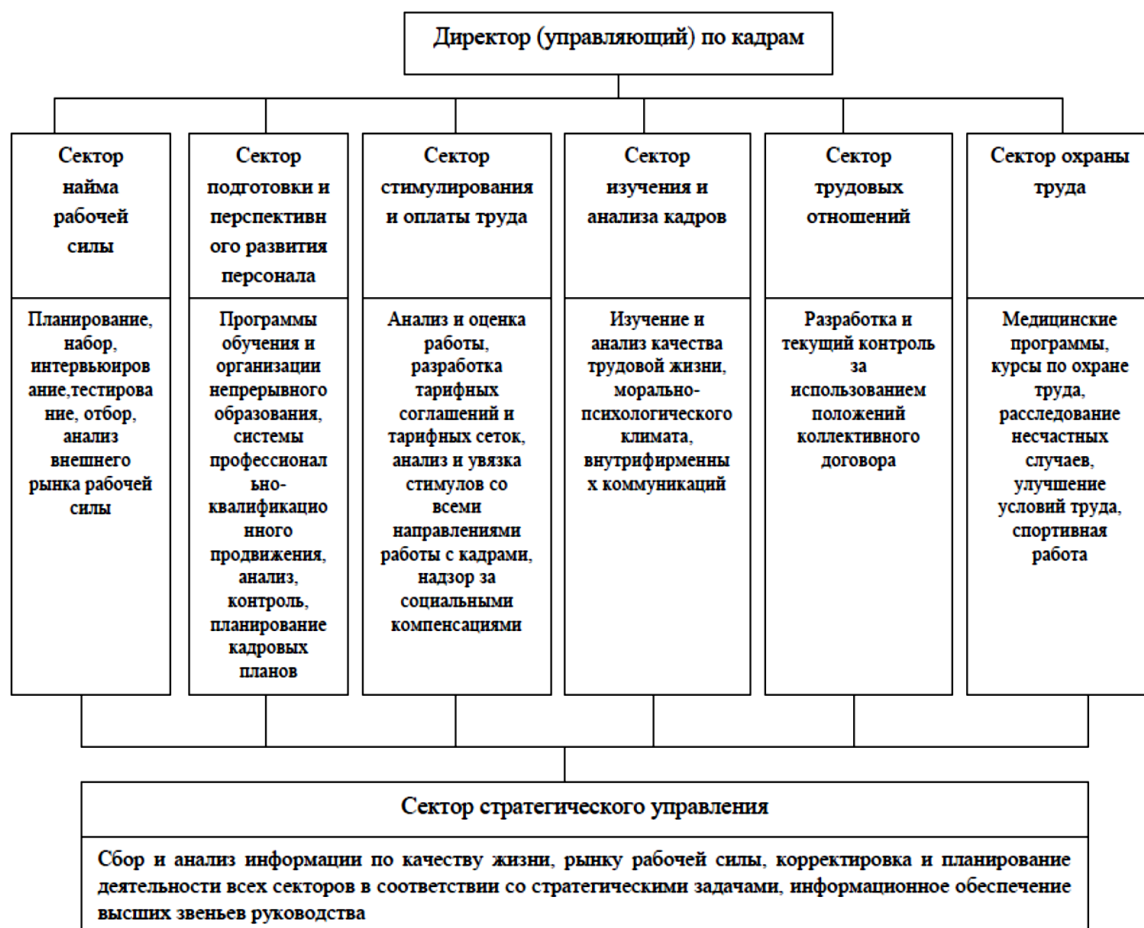 Директор (управляющий) по кадрам
Сектор
найма
рабочей
силы
Сектор
подготовки и
перспективн
ого развития
персонала
Сектор
стимулирования
и оплаты труда
Сектор
изучения и
анализа кадров
Сектор
трудовых
отношений
Сектор охраны
труда
Планирование,
набор,
интервьюиров
ание,тестирова
ние, отбор,
анализ
внешнего
рынка рабочей
силы
Программы
обучения и
организации
непрерывного
образования,
системы
профессионал
ьно-
квалификацио
нного
продвижения,
анализ,
контроль,
планирование
кадровых
планов
Анализ и оценка
работы,
разработка
тарифных
соглашений и
тарифных сеток,
анализ и увязка
стимулов со
всеми
направлениями
работы с кадрами,
надзор за
социальными
компенсациями
Изучение и
анализ качества
трудовой жизни,
морально-
психологического
климата,
внутрифирменны
х коммуникаций
Разработка и
текущий контроль
за
использованием
положений
коллективного
договора
Медицинские
программы,
курсы по охране
труда,
расследование
несчастных
случаев,
улучшение
условий труда,
спортивная
работа
Сектор стратегического управления
Сбор и анализ информации по качеству жизни, рынку рабочей силы, корректировка и планирование
деятельности всех секторов в соответствии со стратегическими задачами, информационное обеспечение
высших звеньев руководства